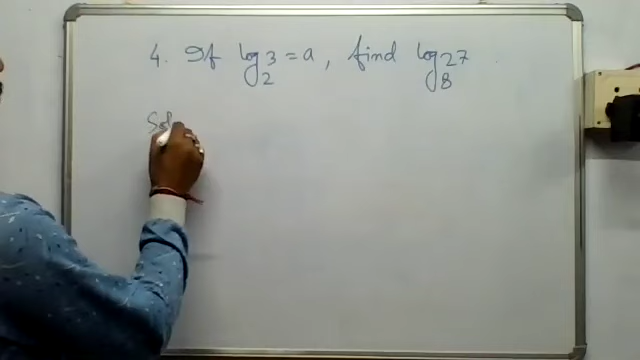 4. If log₂3 = a, find log₈27.
Sol